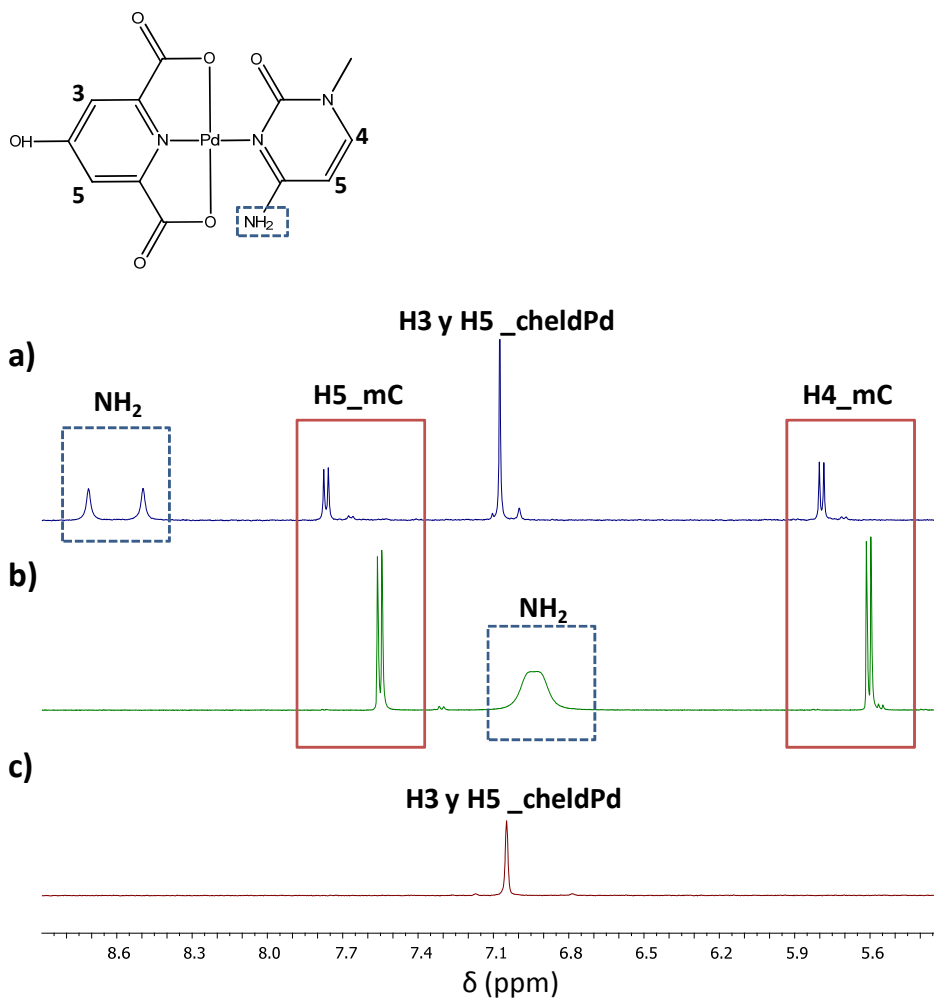 O
O
3
O
N
4
OH
N
Pd
N
5
5
O
NH2
O
H3 y H5 _cheldPd
a)
NH2
H5_mC
H4_mC
b)
NH2
c)
H3 y H5 _cheldPd
8.6 8.3 8.0 7.7 7.4 7.1 6.8 6.5 6.2 5.9 5.6
δ (ppm)